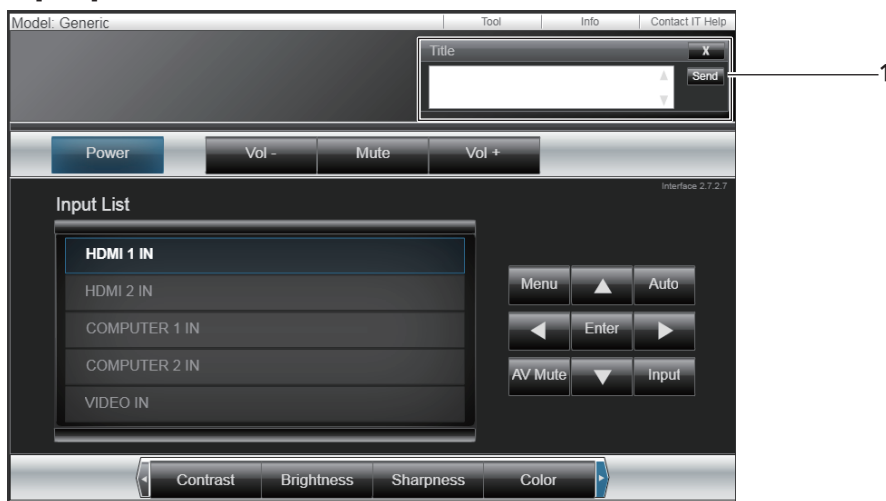 Model: Generic Tool Info Contact IT Help
Title X
Send
1
Power Vol - Mute Vol +
Interface 2.7.2.7
Input List
HDMI 1 IN
HDMI 2 IN
COMPUTER 1 IN
COMPUTER 2 IN
VIDEO IN
Menu Auto
Enter
AV Mute Input
Contrast Brightness Sharpness Color